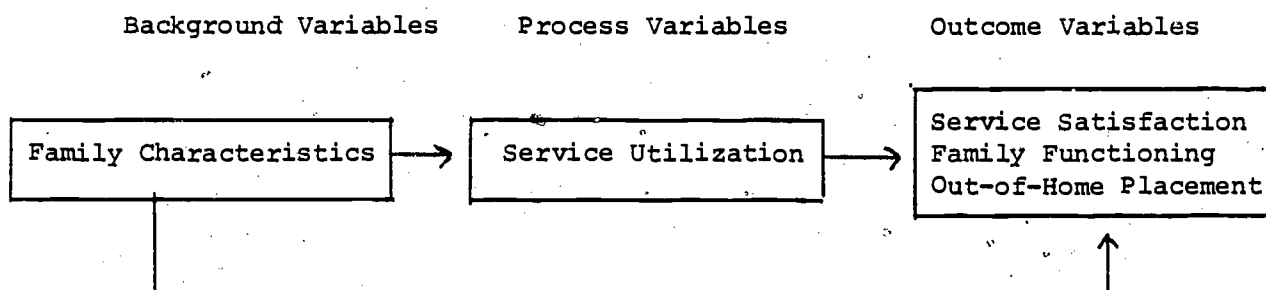 Background Variables Process Variables Outcome Variables
Family Characteristics
Service Utilization
Service Satisfaction
Family Functioning
Out-of-Home Placement